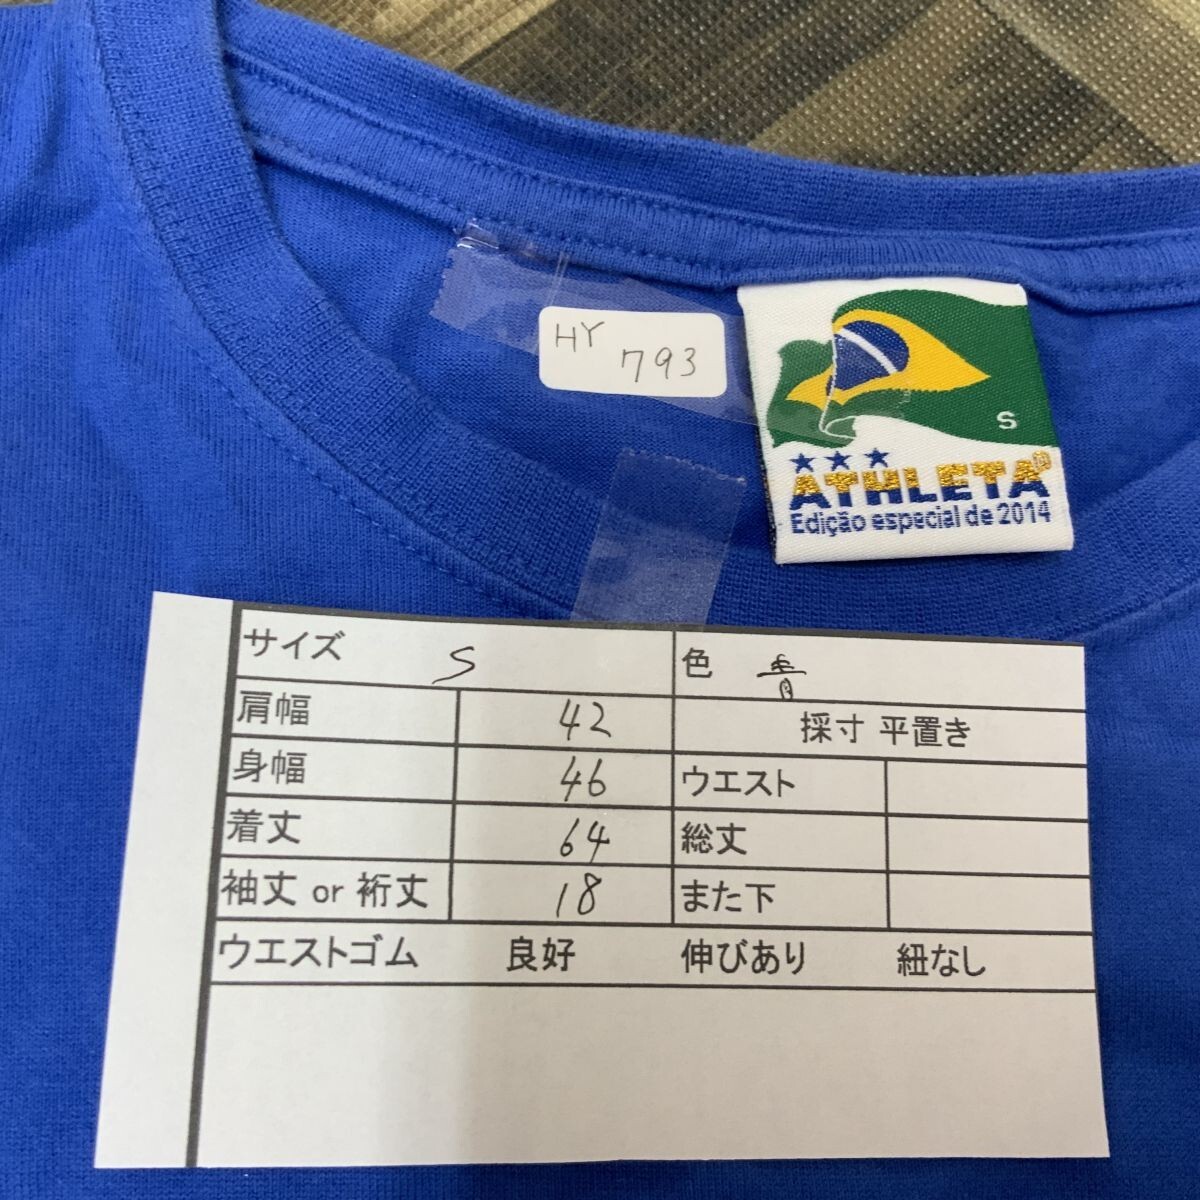 HY
793
S
ATHLETA
Edição especial de 2014
サイズ S 色 青
肩幅 42 採寸 平置き
身幅 46 ウエスト
着丈 64 総丈
袖丈 or 裄丈 18 また下
ウエストゴム 良好 伸びあり 紐なし